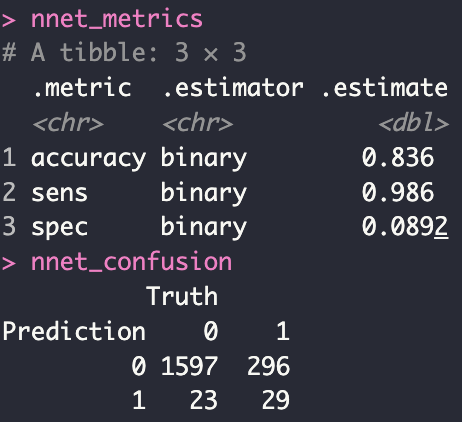 > nnet_metrics
# A tibble: 3 × 3
  .metric  .estimator .estimate
  <chr>    <chr>          <dbl>
1 accuracy binary        0.836
2 sens     binary        0.986
3 spec     binary        0.0892
> nnet_confusion
          Truth
Prediction    0    1
         0 1597  296
         1   23   29